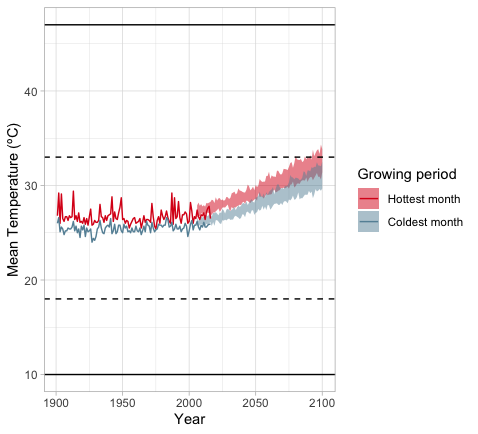 40
30
20
10
Mean Temperature (°C)
1900 1950 2000 2050 2100
Year
Growing period
Hottest month
Coldest month